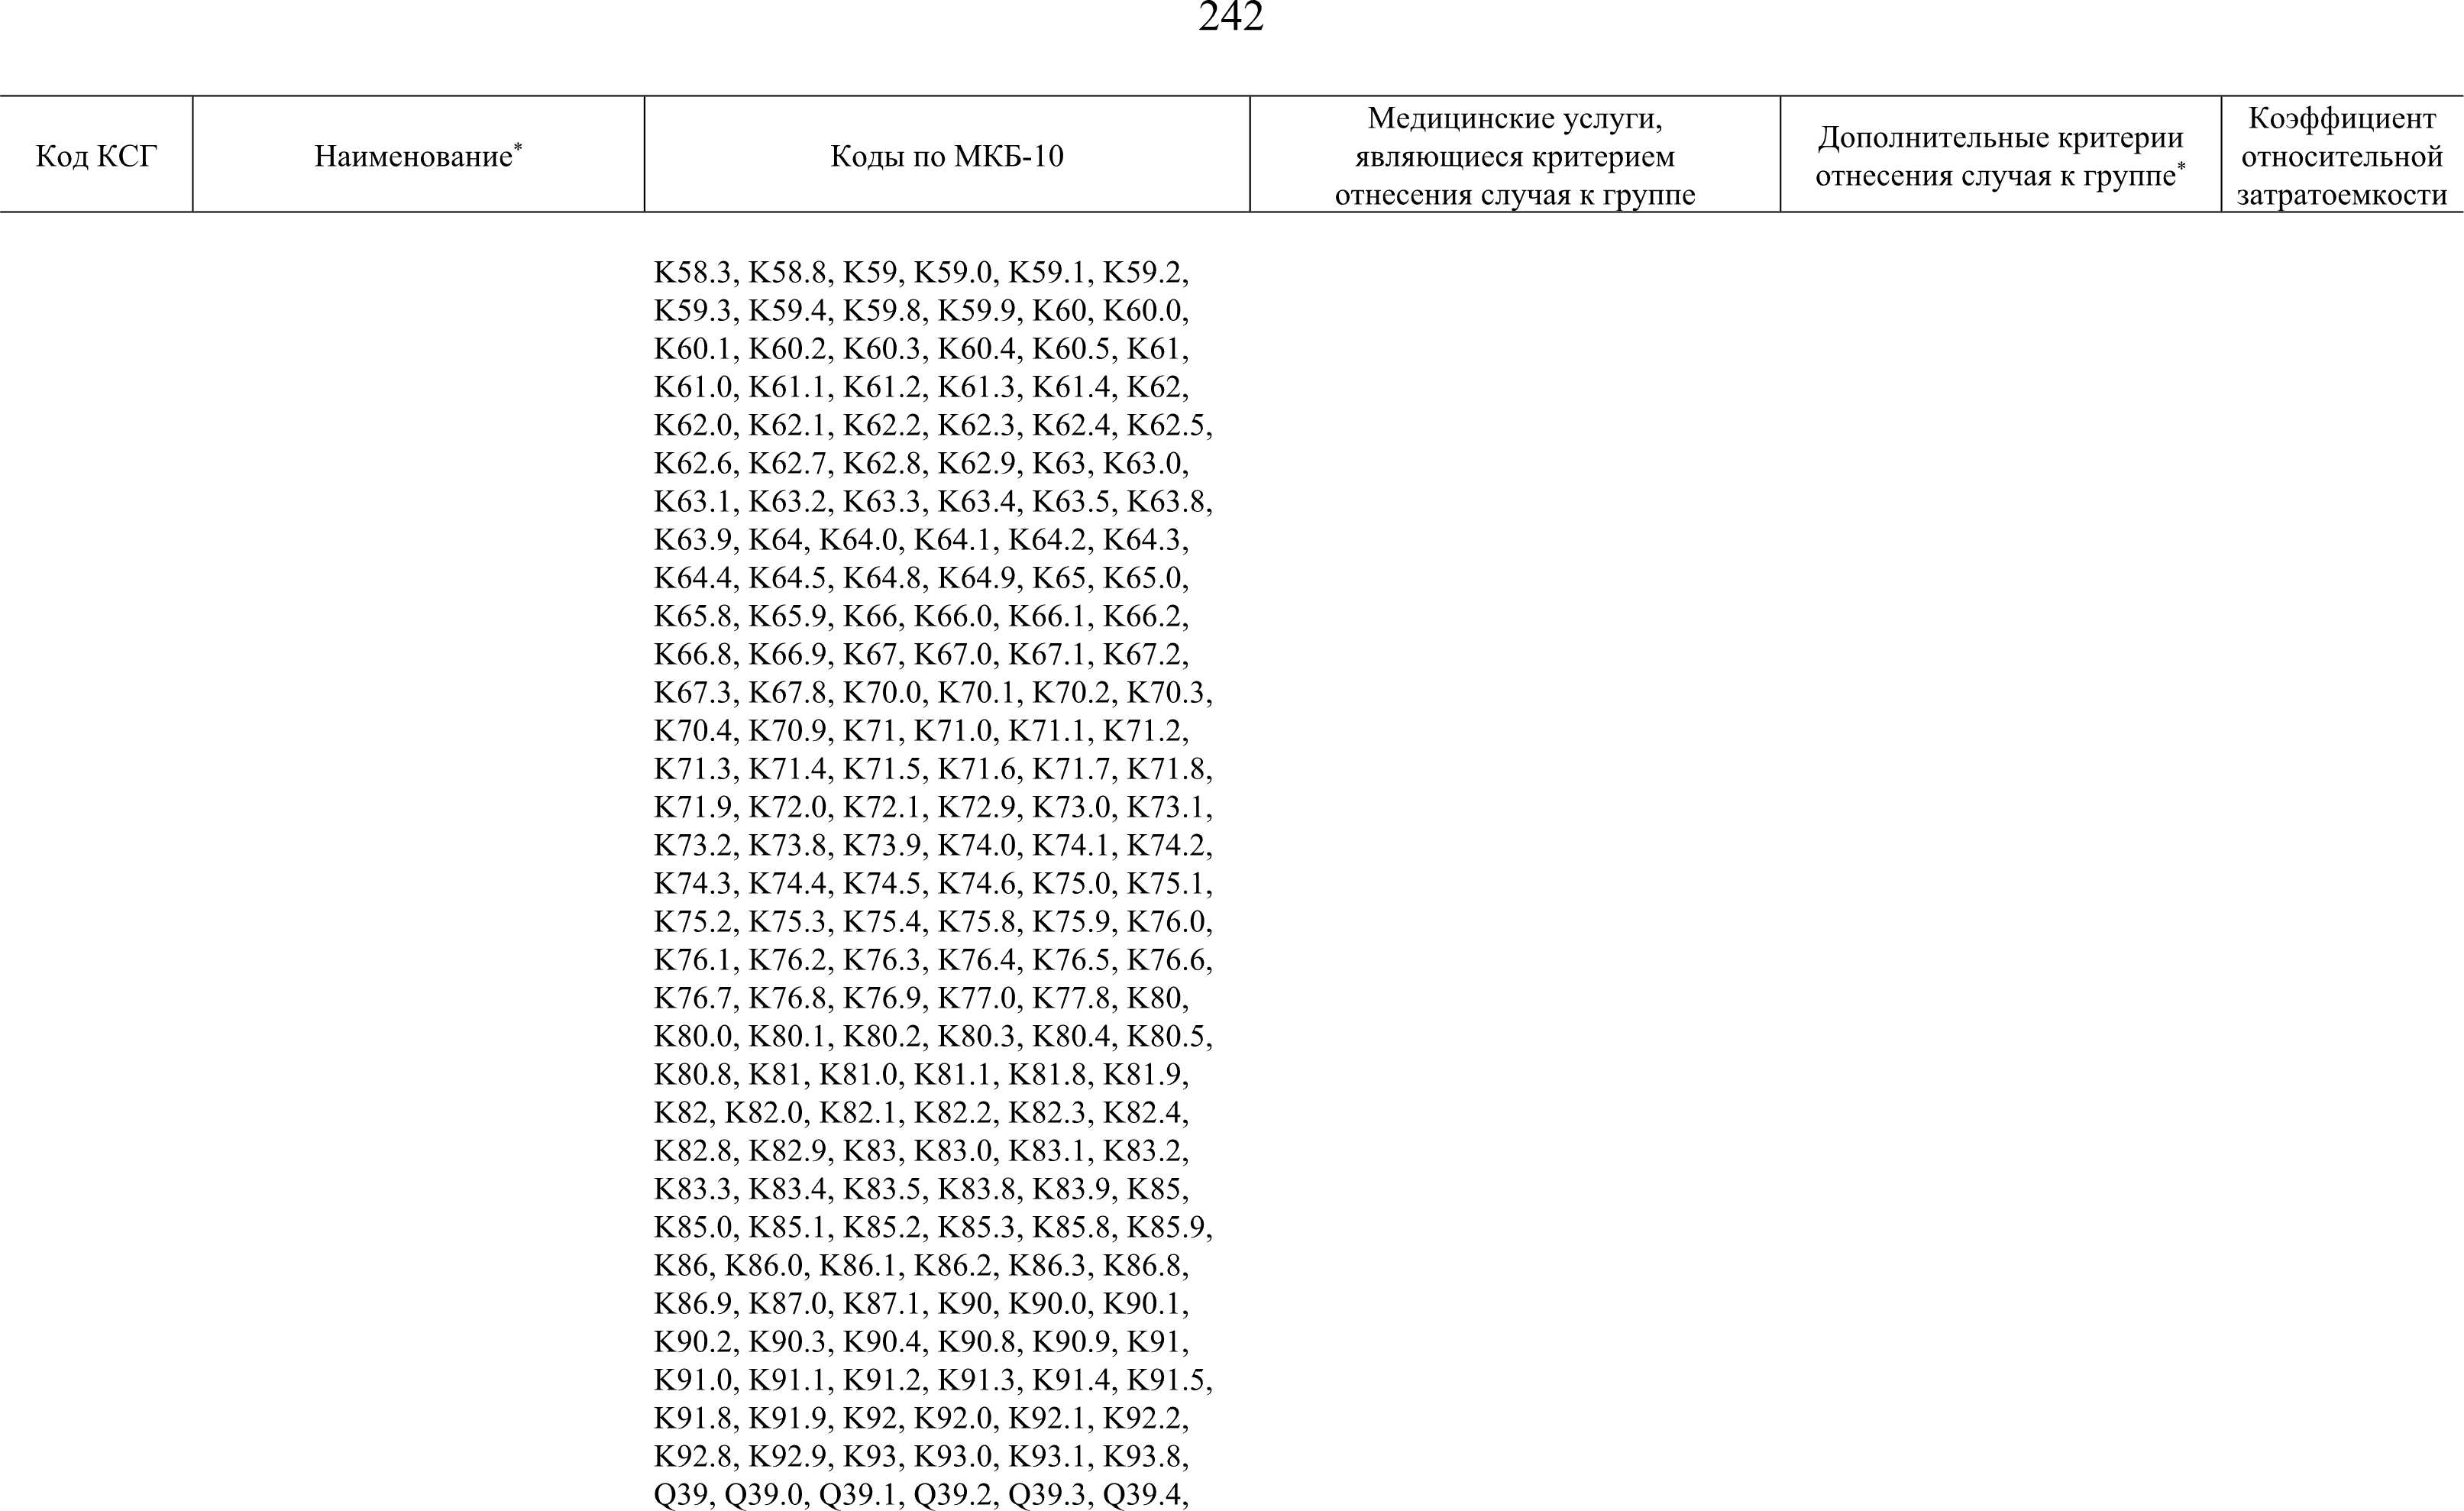 242
Код КСГ
Наименование*
Коды по МКБ-10
Медицинские услуги,
являющиеся критерием
отнесения случая к группе
Дополнительные критерии
отнесения случая к группе*
Коэффициент
относительной
затратоемкости
K58.3, K58.8, K59, K59.0, K59.1, K59.2,
K59.3, K59.4, K59.8, K59.9, K60, K60.0,
K60.1, K60.2, K60.3, K60.4, K60.5, K61,
K61.0, K61.1, K61.2, K61.3, K61.4, K62,
K62.0, K62.1, K62.2, K62.3, K62.4, K62.5,
K62.6, K62.7, K62.8, K62.9, K63, K63.0,
K63.1, K63.2, K63.3, K63.4, K63.5, K63.8,
K63.9, K64, K64.0, K64.1, K64.2, K64.3,
K64.4, K64.5, K64.8, K64.9, K65, K65.0,
K65.8, K65.9, K66, K66.0, K66.1, K66.2,
K66.8, K66.9, K67, K67.0, K67.1, K67.2,
K67.3, K67.8, K70.0, K70.1, K70.2, K70.3,
K70.4, K70.9, K71, K71.0, K71.1, K71.2,
K71.3, K71.4, K71.5, K71.6, K71.7, K71.8,
K71.9, K72.0, K72.1, K72.9, K73.0, K73.1,
K73.2, K73.8, K73.9, K74.0, K74.1, K74.2,
K74.3, K74.4, K74.5, K74.6, K75.0, K75.1,
K75.2, K75.3, K75.4, K75.8, K75.9, K76.0,
K76.1, K76.2, K76.3, K76.4, K76.5, K76.6,
K76.7, K76.8, K76.9, K77.0, K77.8, K80,
K80.0, K80.1, K80.2, K80.3, K80.4, K80.5,
K80.8, K81, K81.0, K81.1, K81.8, K81.9,
K82, K82.0, K82.1, K82.2, K82.3, K82.4,
K82.8, K82.9, K83, K83.0, K83.1, K83.2,
K83.3, K83.4, K83.5, K83.8, K83.9, K85,
K85.0, K85.1, K85.2, K85.3, K85.8, K85.9,
K86, K86.0, K86.1, K86.2, K86.3, K86.8,
K86.9, K87.0, K87.1, K90, K90.0, K90.1,
K90.2, K90.3, K90.4, K90.8, K90.9, K91,
K91.0, K91.1, K91.2, K91.3, K91.4, K91.5,
K91.8, K91.9, K92, K92.0, K92.1, K92.2,
K92.8, K92.9, K93, K93.0, K93.1, K93.8,
Q39, Q39.0, Q39.1, Q39.2, Q39.3, Q39.4,